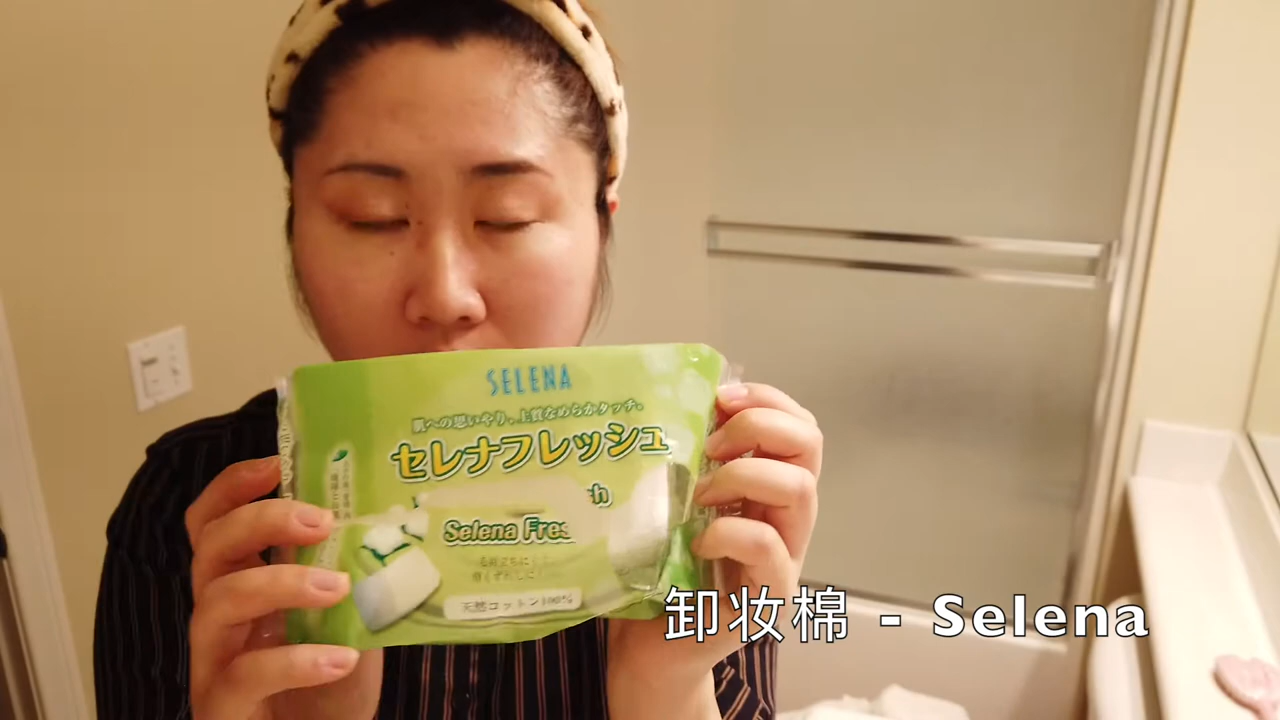 SELENA
肌への思いやり。上質なめらかタッチ。
セレナフレッシュ
sh
Selena Fres
天然コットン100%
卸妆棉 - Selena